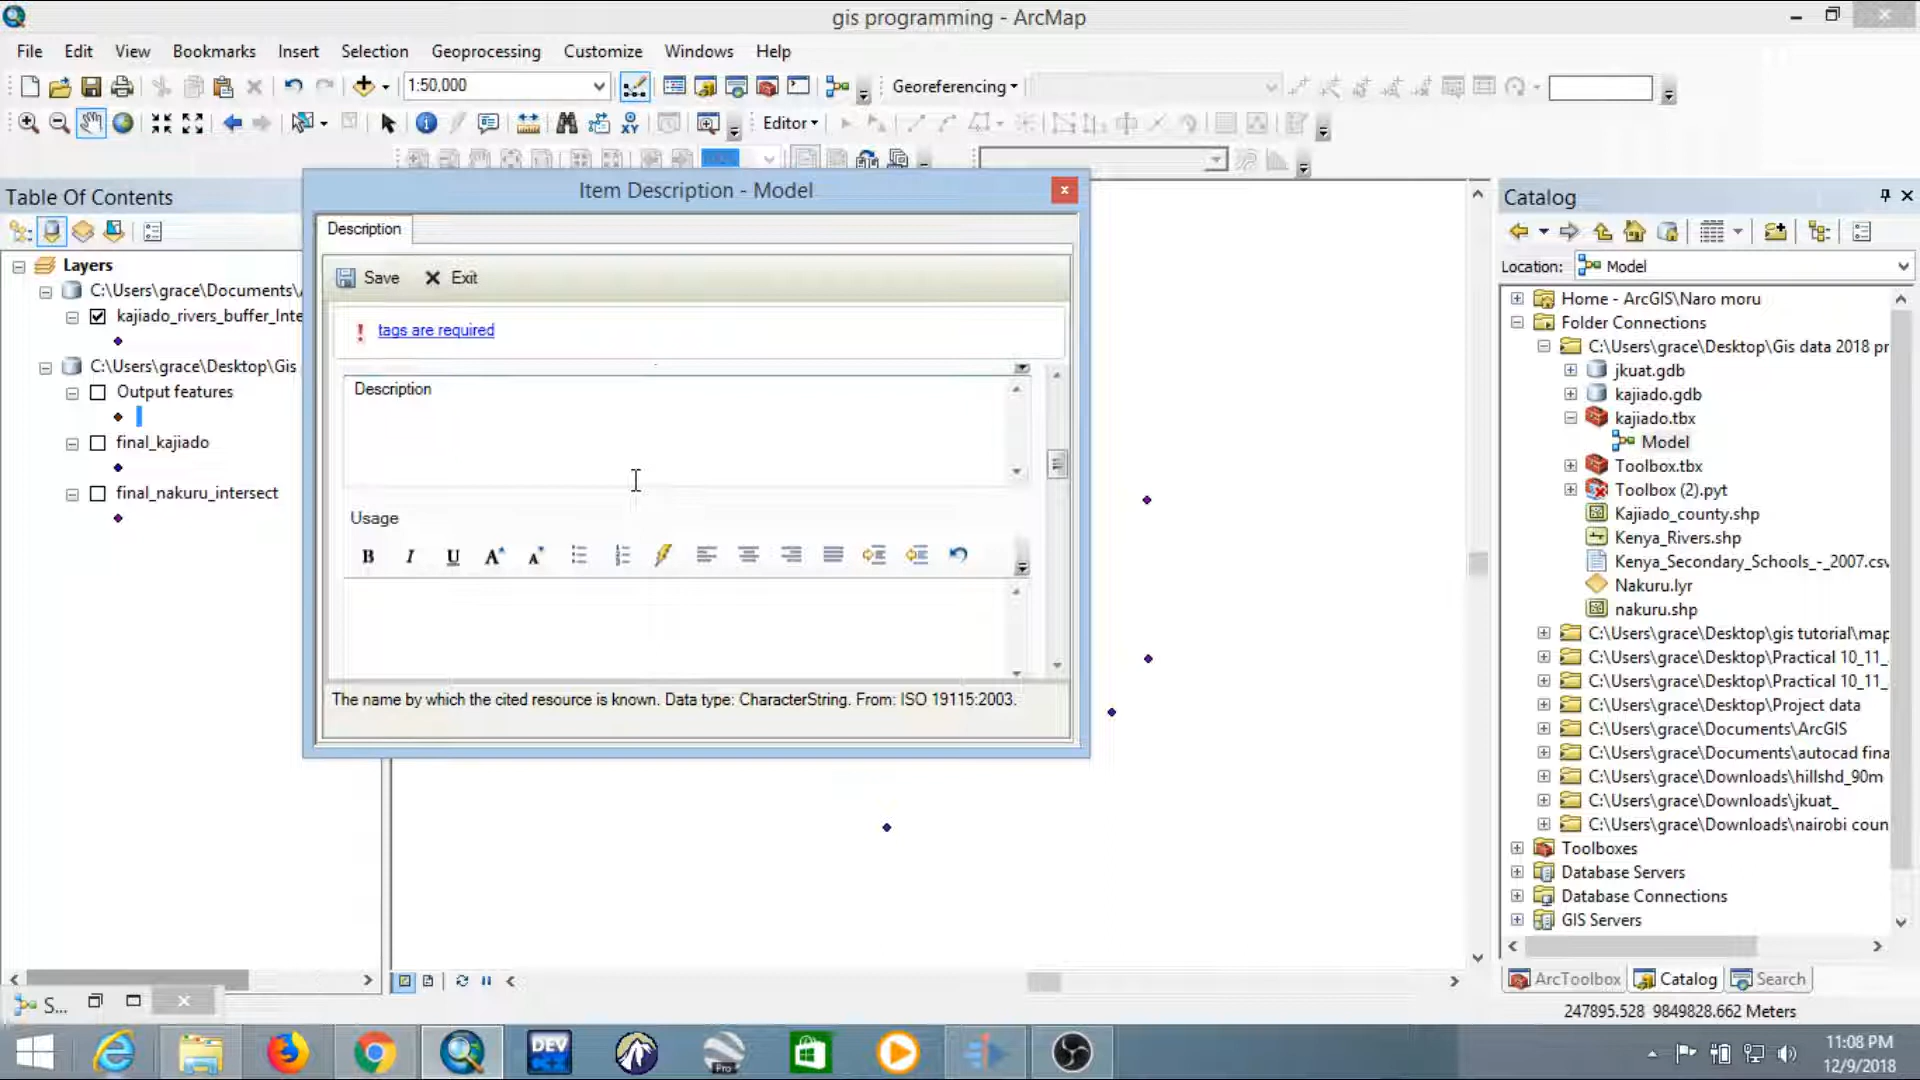 gis programming - ArcMap
File Edit View Bookmarks Insert Selection Geoprocessing Customize Windows Help
1:50,000
Georeferencing
Editor
Table Of Contents
Layers
C:\Users\grace\Documents\
kajiado_rivers_buffer_Inte
C:\Users\grace\Desktop\Gis
Output features
final_kajiado
final_nakuru_intersect
Item Description - Model
Description
Save Exit
! tags are required
Description
Usage
B I U A A
The name by which the cited resource is known. Data type: CharacterString. From: ISO 19115:2003.
Catalog
Location: Model
Home - ArcGIS\Naro moru
Folder Connections
C:\Users\grace\Desktop\Gis data 2018 pr
jkuat.gdb
kajiado.gdb
kajiado.tbx
Model
Toolbox.tbx
Toolbox (2).pyt
Kajiado_county.shp
Kenya_Rivers.shp
Kenya_Secondary_Schools_-_2007.csv
Nakuru.lyr
nakuru.shp
C:\Users\grace\Desktop\gis tutorial\map
C:\Users\grace\Desktop\Practical 10_11_
C:\Users\grace\Desktop\Practical 10_11_
C:\Users\grace\Desktop\Project data
C:\Users\grace\Documents\ArcGIS
C:\Users\grace\Documents\autocad fina
C:\Users\grace\Downloads\hillshd_90m
C:\Users\grace\Downloads\jkuat_
C:\Users\grace\Downloads\nairobi coun
Toolboxes
Database Servers
Database Connections
GIS Servers
ArcToolbox Catalog Search
S...
247895.528 9849828.662 Meters
DEV C++
Pro
11:08 PM
12/9/2018